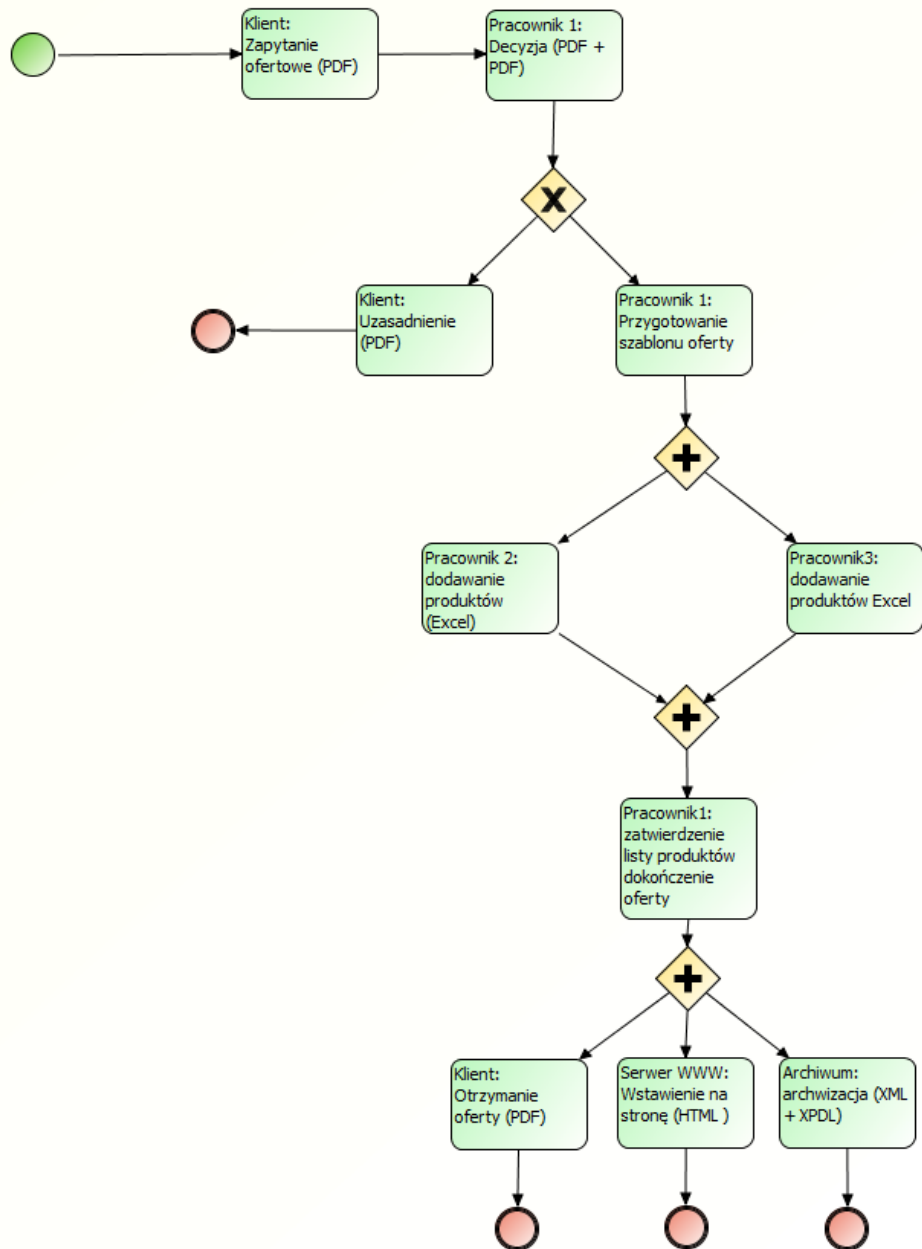 Klient:
Zapytanie
ofertowe (PDF)
Pracownik 1:
Decyzja (PDF +
PDF)
X
Klient:
Uzasadnienie
(PDF)
Pracownik 1:
Przygotowanie
szablonu oferty
Pracownik 2:
dodawanie
produktów
(Excel)
Pracownik3:
dodawanie
produktów Excel
Pracownik1:
zatwierdzenie
listy produktów
dokończenie
oferty
Klient:
Otrzymanie
oferty (PDF)
Serwer WWW:
Wstawienie na
stronę (HTML )
Archiwum:
archwizacja (XML
+ XPDL)